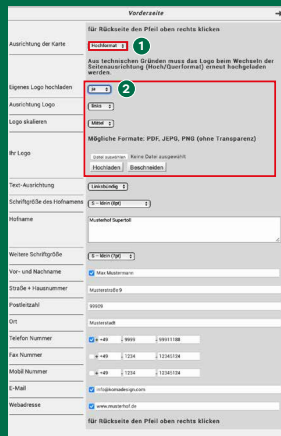 Vorderseite
für Rückseite den Pfeil oben rechts klicken
Ausrichtung der Karte Hochformat 1
Aus technischen Gründen muss das Logo beim Wechseln der
Seitenausrichtung (Hoch/Querformat) erneut hochgeladen
werden.
Eigenes Logo hochladen ja 2
Ausrichtung Logo links
Logo skalieren Mittel
Mögliche Formate: PDF, JEPG, PNG (ohne Transparenz)
Ihr Logo
Datei auswählen Keine Datei ausgewählt
Hochladen Beschneiden
Text-Ausrichtung Linksbündig
Schriftgröße des Hofnamens S – klein (8pt)
Hofname Musterhof Supertoll
Weitere Schriftgröße S – klein (7pt)
Vor- und Nachname Max Mustermann
Straße + Hausnummer Musterstraße 9
Postleitzahl 99909
Ort Musterstadt
Telefon Nummer +49 9999 99911188
Fax Nummer +49 1234 12345134
Mobil Nummer +49 1234 12345134
E-Mail info@komadesign.com
Webadresse www.musterhof.de
für Rückseite den Pfeil oben rechts klicken